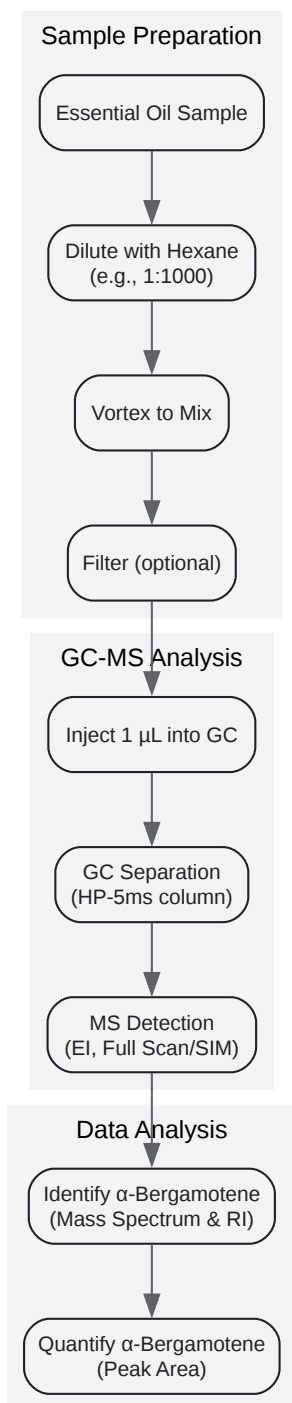 Sample Preparation
Essential Oil Sample
Dilute with Hexane
(e.g., 1:1000)
Vortex to Mix
Filter (optional)
GC-MS Analysis
Inject 1 µL into GC
GC Separation
(HP-5ms column)
MS Detection
(EI, Full Scan/SIM)
Data Analysis
Identify α-Bergamotene
(Mass Spectrum & RI)
Quantify α-Bergamotene
(Peak Area)